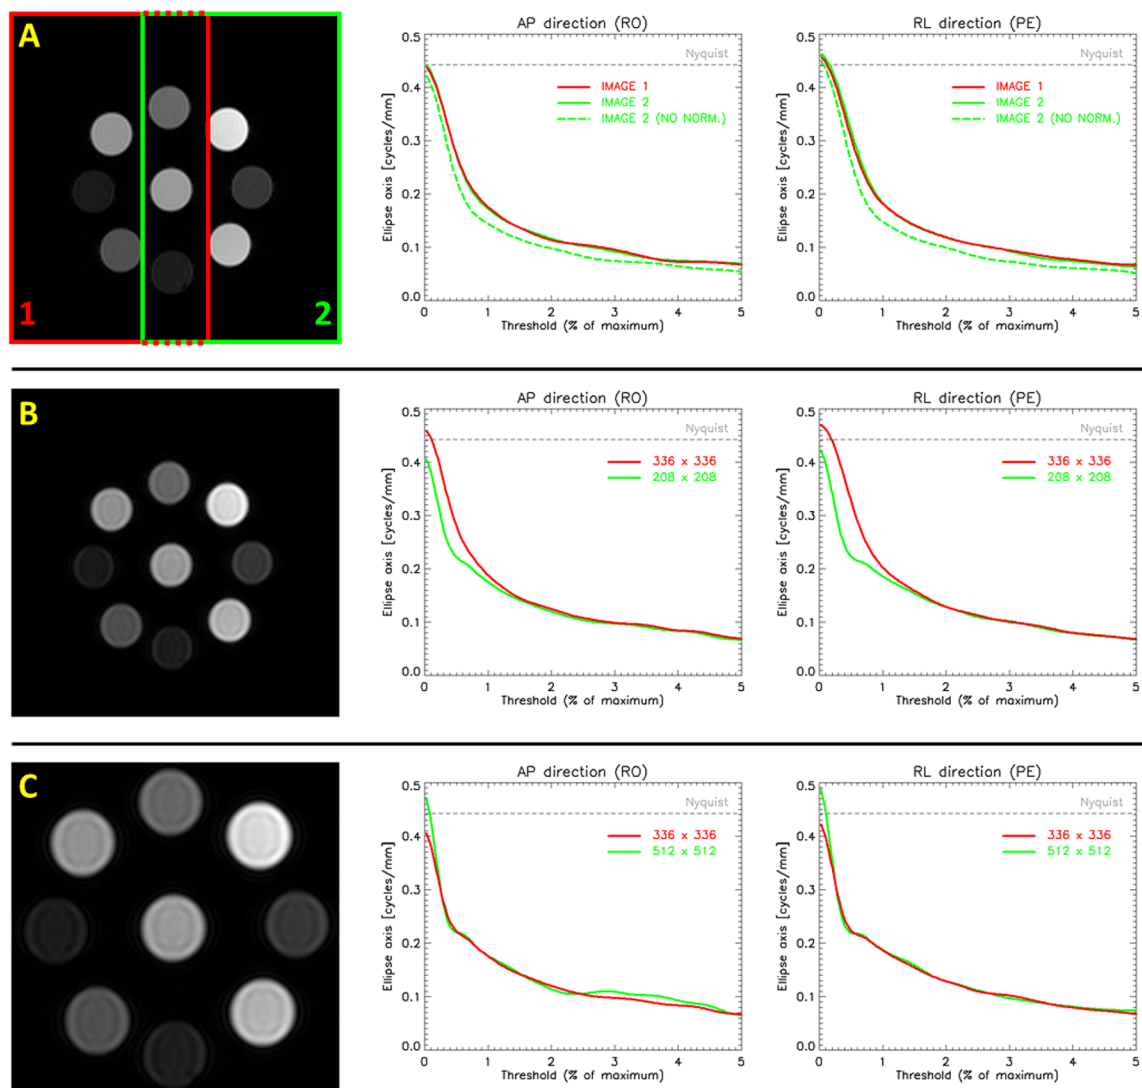 A
1
2
AP direction (RO)
Ellipse axis [cycles/mm]
0.5
0.4
0.3
0.2
0.1
0.0
Nyquist
IMAGE 1
IMAGE 2
IMAGE 2 (NO NORM.)
0 1 2 3 4 5
Threshold (% of maximum)
RL direction (PE)
Ellipse axis [cycles/mm]
0.5
0.4
0.3
0.2
0.1
0.0
Nyquist
IMAGE 1
IMAGE 2
IMAGE 2 (NO NORM.)
0 1 2 3 4 5
Threshold (% of maximum)
B
AP direction (RO)
Ellipse axis [cycles/mm]
0.5
0.4
0.3
0.2
0.1
0.0
Nyquist
336 x 336
208 x 208
0 1 2 3 4 5
Threshold (% of maximum)
RL direction (PE)
Ellipse axis [cycles/mm]
0.5
0.4
0.3
0.2
0.1
0.0
Nyquist
336 x 336
208 x 208
0 1 2 3 4 5
Threshold (% of maximum)
C
AP direction (RO)
Ellipse axis [cycles/mm]
0.5
0.4
0.3
0.2
0.1
0.0
Nyquist
336 x 336
512 x 512
0 1 2 3 4 5
Threshold (% of maximum)
RL direction (PE)
Ellipse axis [cycles/mm]
0.5
0.4
0.3
0.2
0.1
0.0
Nyquist
336 x 336
512 x 512
0 1 2 3 4 5
Threshold (% of maximum)